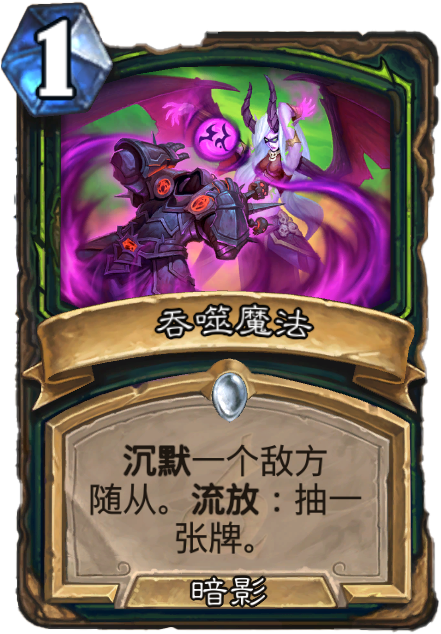 1
吞噬魔法
沉默一个敌方
随从。流放：抽一
张牌。
暗影